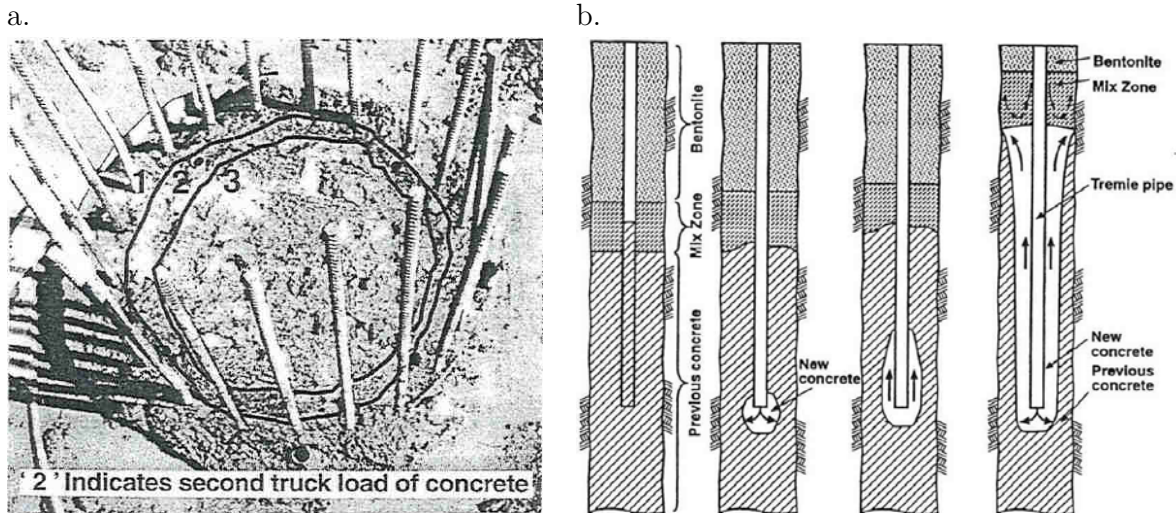 a.
b.
1 2 3
'2' Indicates second truck load of concrete
Bentonite
Mix Zone
Previous concrete
New
concrete
Bentonite
Mix Zone
Tremie pipe
New
concrete
Previous
concrete